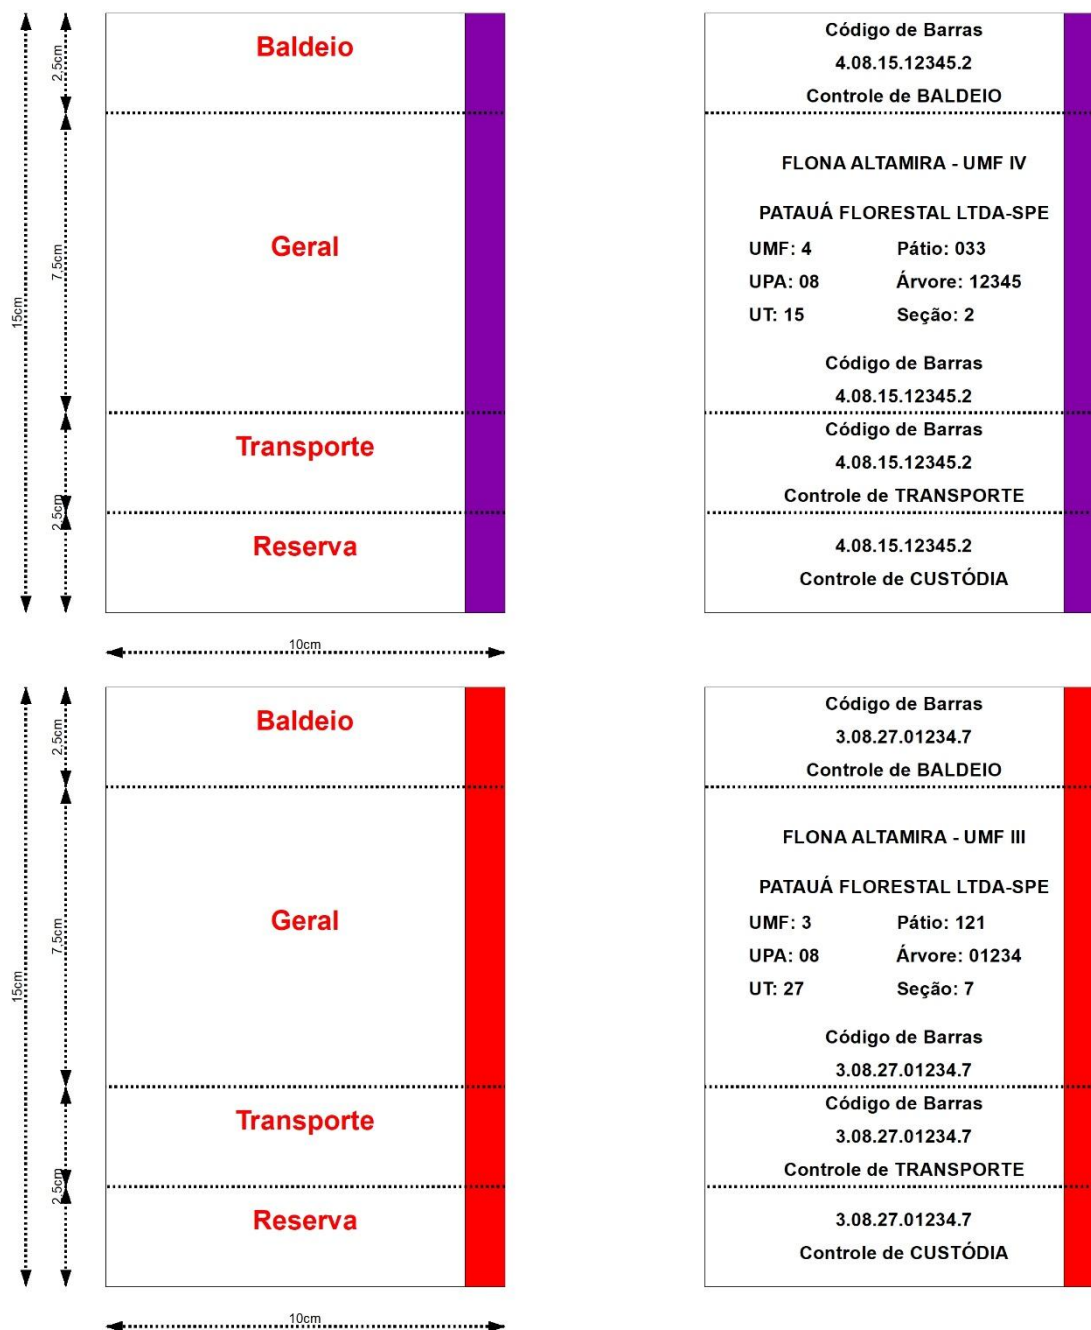 15cm
2,5cm
7,5cm
2,5cm
Baldeio
Geral
Transporte
Reserva
10cm
Código de Barras
4.08.15.12345.2
Controle de BALDEIO
FLONA ALTAMIRA - UMF IV
PATAUÁ FLORESTAL LTDA-SPE
UMF: 4 Pátio: 033
UPA: 08 Árvore: 12345
UT: 15 Seção: 2
Código de Barras
4.08.15.12345.2
Código de Barras
4.08.15.12345.2
Controle de TRANSPORTE
4.08.15.12345.2
Controle de CUSTÓDIA
15cm
2,5cm
7,5cm
2,5cm
Baldeio
Geral
Transporte
Reserva
10cm
Código de Barras
3.08.27.01234.7
Controle de BALDEIO
FLONA ALTAMIRA - UMF III
PATAUÁ FLORESTAL LTDA-SPE
UMF: 3 Pátio: 121
UPA: 08 Árvore: 01234
UT: 27 Seção: 7
Código de Barras
3.08.27.01234.7
Código de Barras
3.08.27.01234.7
Controle de TRANSPORTE
3.08.27.01234.7
Controle de CUSTÓDIA